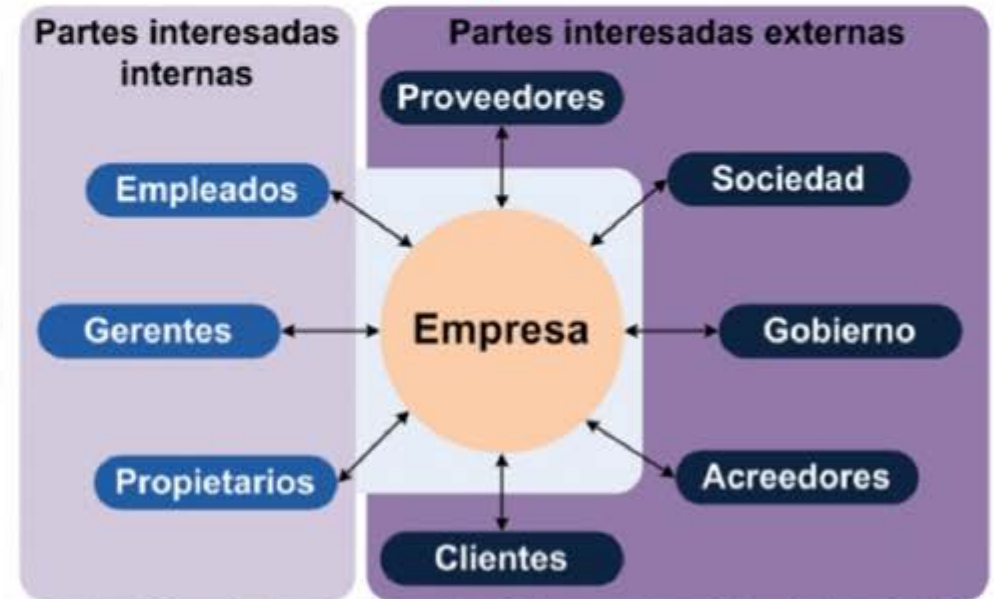 Partes interesadas
internas
Partes interesadas externas
Proveedores
Empleados
Sociedad
Gerentes
Empresa
Gobierno
Propietarios
Acreedores
Clientes